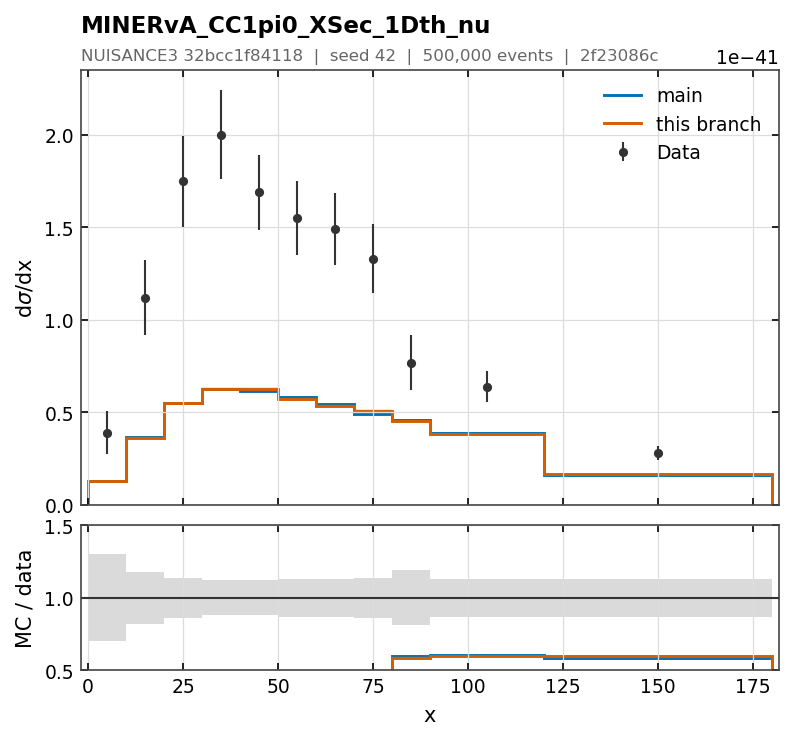 MINERvA_CC1pi0_XSec_1Dth_nu
NUISANCE3 32bcc1f84118 | seed 42 | 500,000 events | 2f23086c
1e−41
main
this branch
Data
dσ/dx
2.0
1.5
1.0
0.5
0.0
MC / data
1.5
1.0
0.5
0 25 50 75 100 125 150 175
x